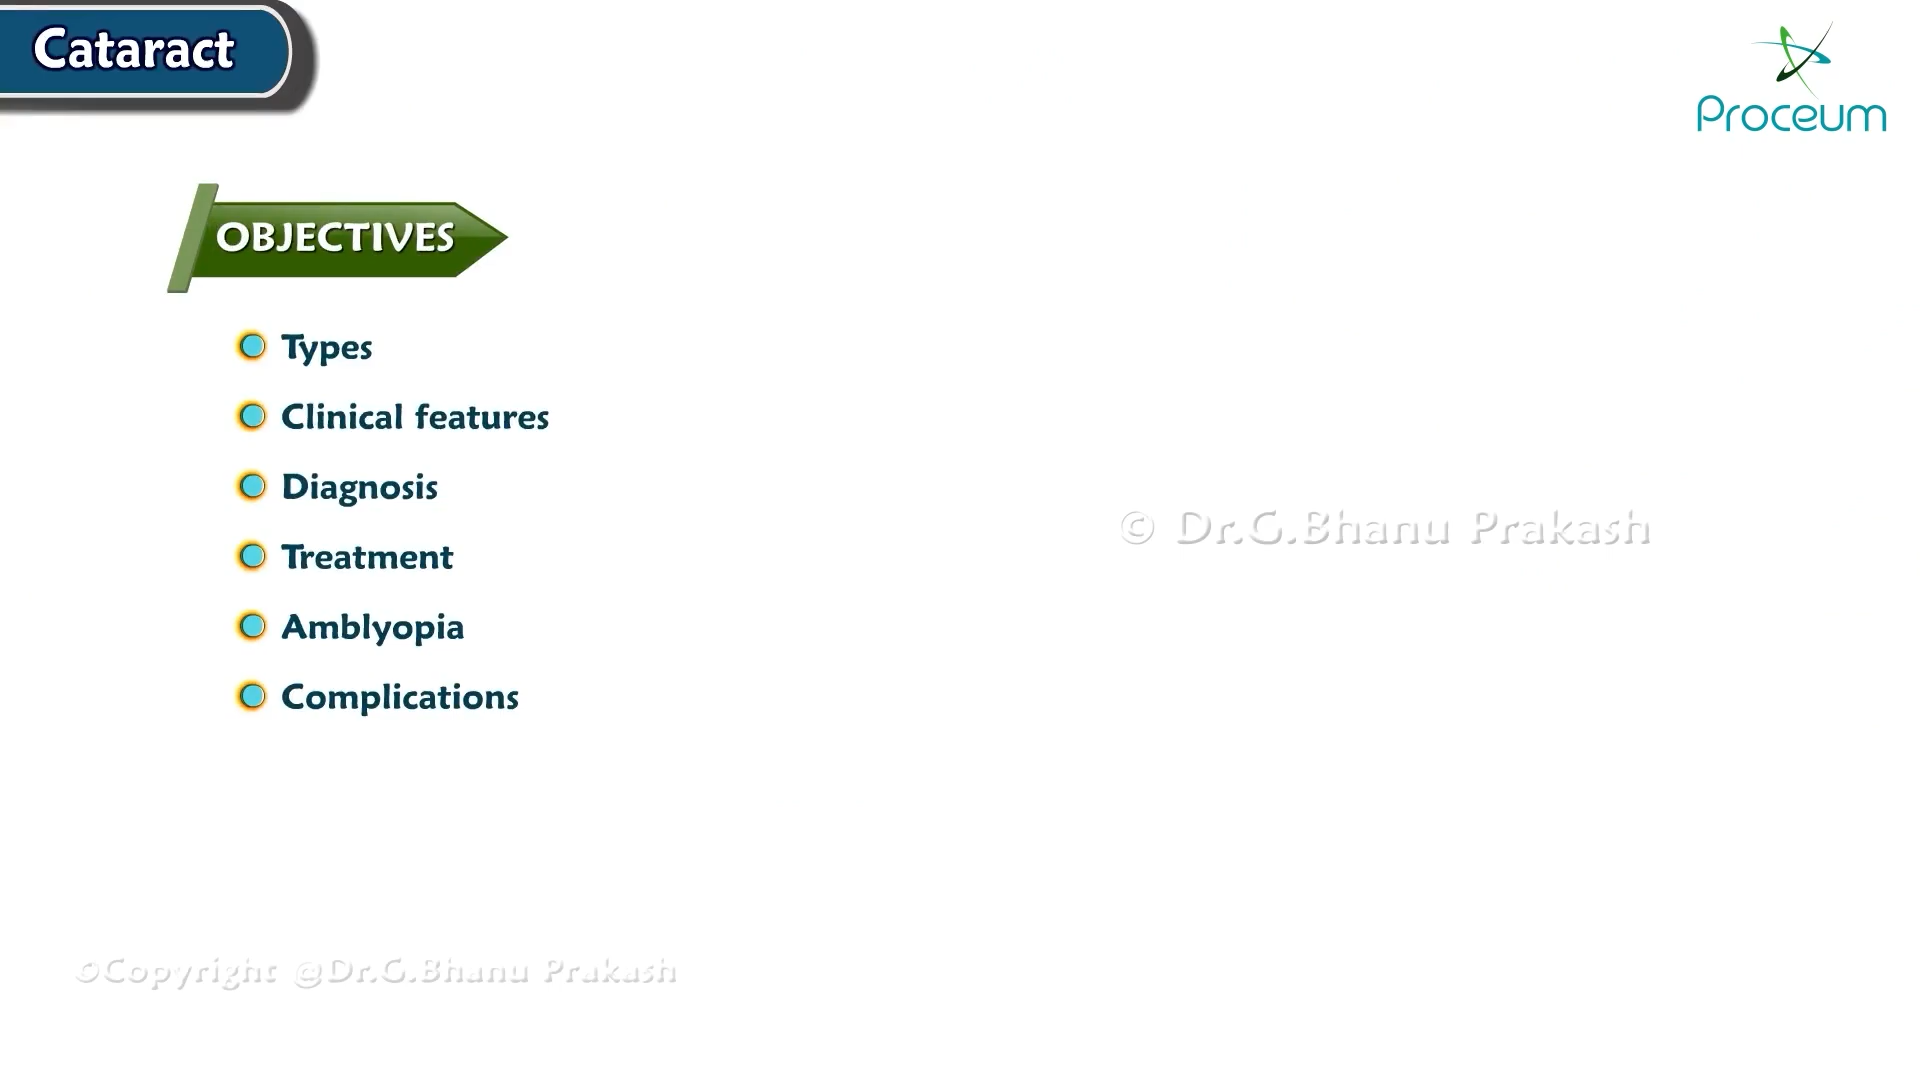 Cataract
Proceum
OBJECTIVES
Types
Clinical features
Diagnosis
Treatment
Amblyopia
Complications
© Dr.G.Bhanu Prakash
©Copyright @Dr.G.Bhanu Prakash